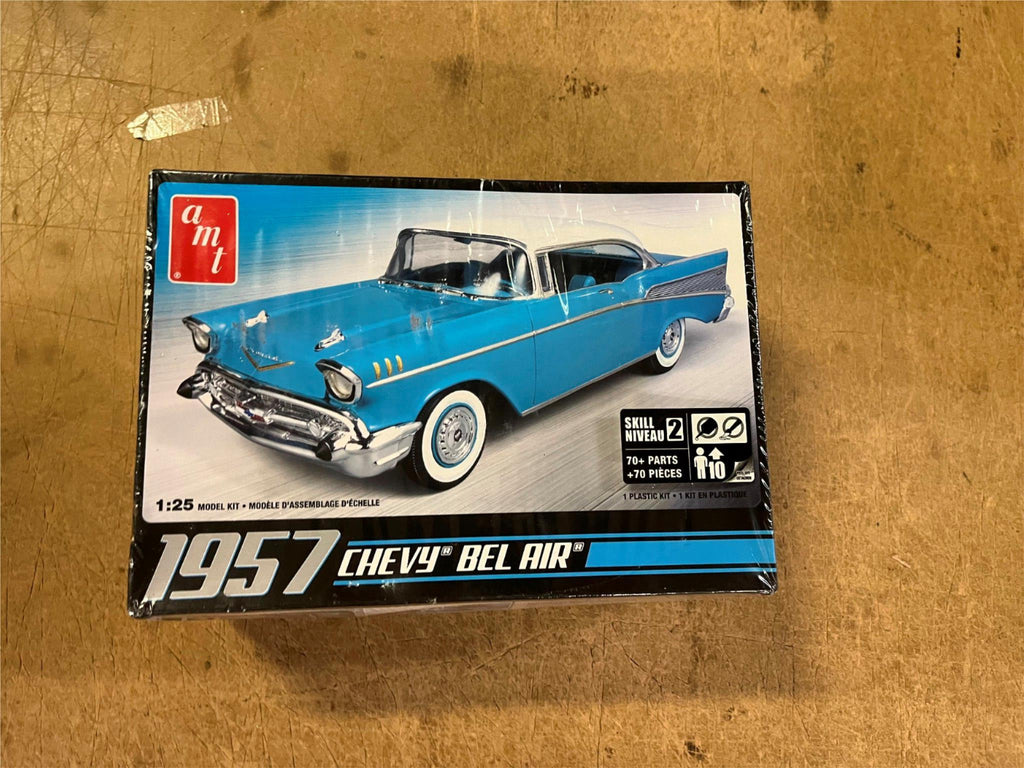 amt
®
SKILL
NIVEAU 2
70+ PARTS
+70 PIÈCES
10
1:25 MODEL KIT • MODÈLE D'ASSEMBLAGE D'ÉCHELLE
1 PLASTIC KIT • 1 KIT EN PLASTIQUE
1957 CHEVY® BEL AIR®